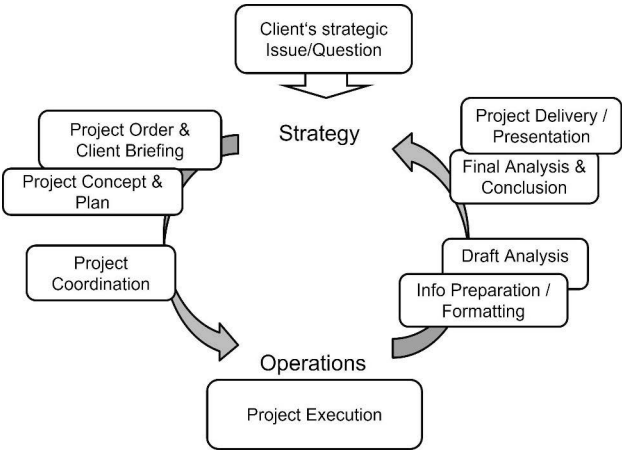 Client's strategic
Issue/Question
Strategy
Project Order &
Client Briefing
Project Concept &
Plan
Project
Coordination
Operations
Project Execution
Info Preparation /
Formatting
Draft Analysis
Final Analysis &
Conclusion
Project Delivery /
Presentation